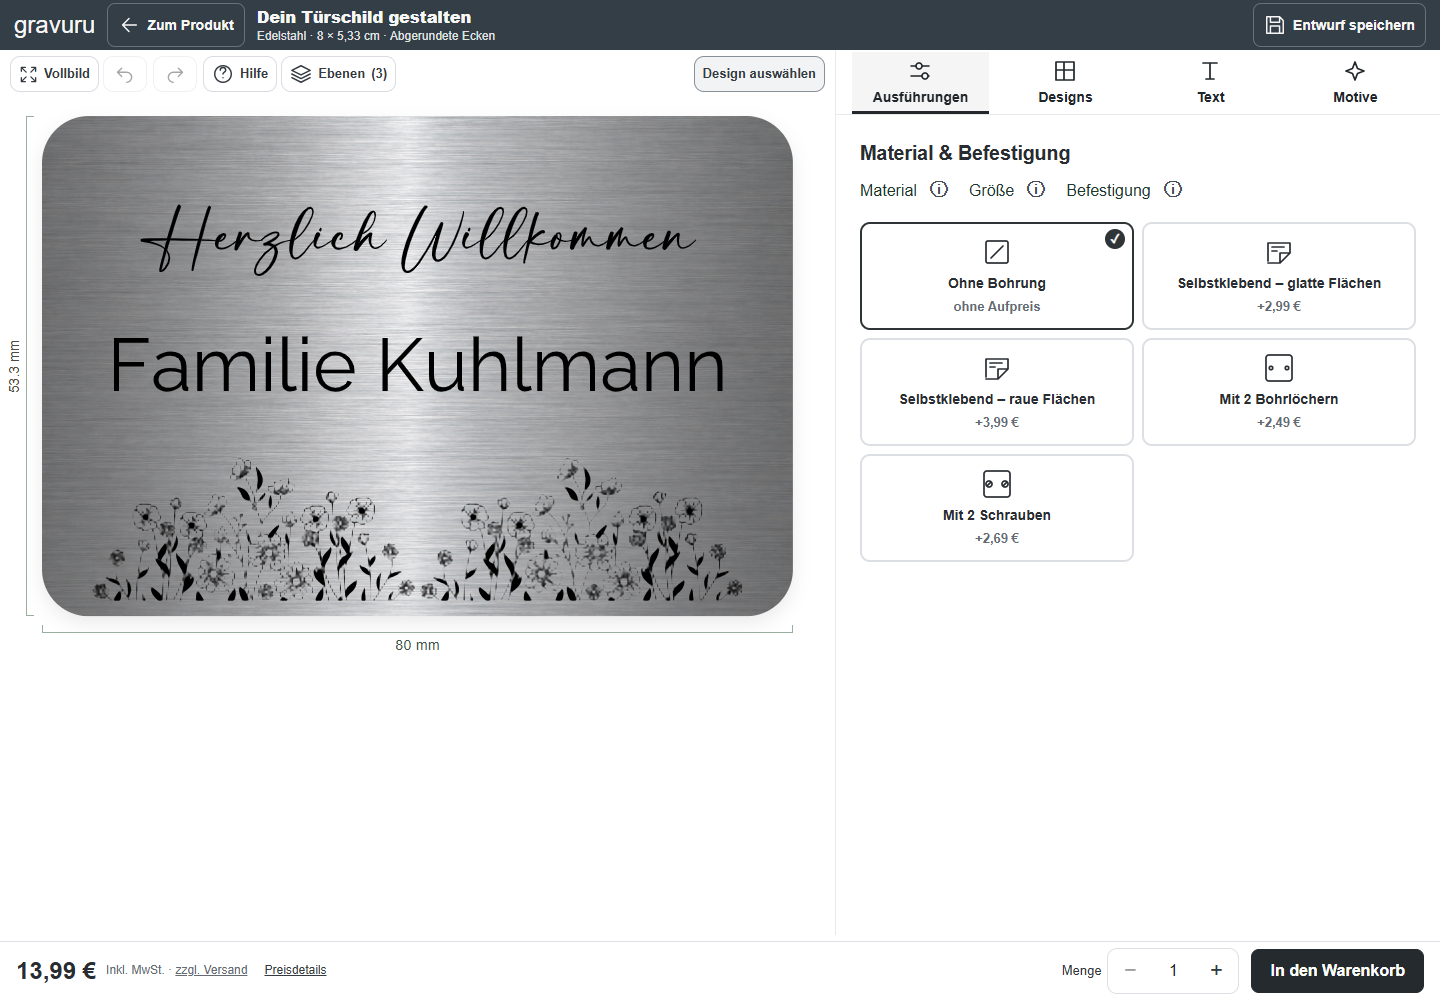 gravuru
Zum Produkt
Dein Türschild gestalten
Edelstahl · 8 × 5,33 cm · Abgerundete Ecken
Entwurf speichern
Vollbild
Hilfe
Ebenen (3)
Design auswählen
Ausführungen
Designs
Text
Motive
Herzlich Willkommen
Familie Kuhlmann
53.3 mm
80 mm
Material & Befestigung
Material
Größe
Befestigung
Ohne Bohrung
ohne Aufpreis
Selbstklebend – glatte Flächen
+2,99 €
Selbstklebend – raue Flächen
+3,99 €
Mit 2 Bohrlöchern
+2,49 €
Mit 2 Schrauben
+2,69 €
13,99 €
Inkl. MwSt. · zzgl. Versand
Preisdetails
Menge
− 1 +
In den Warenkorb